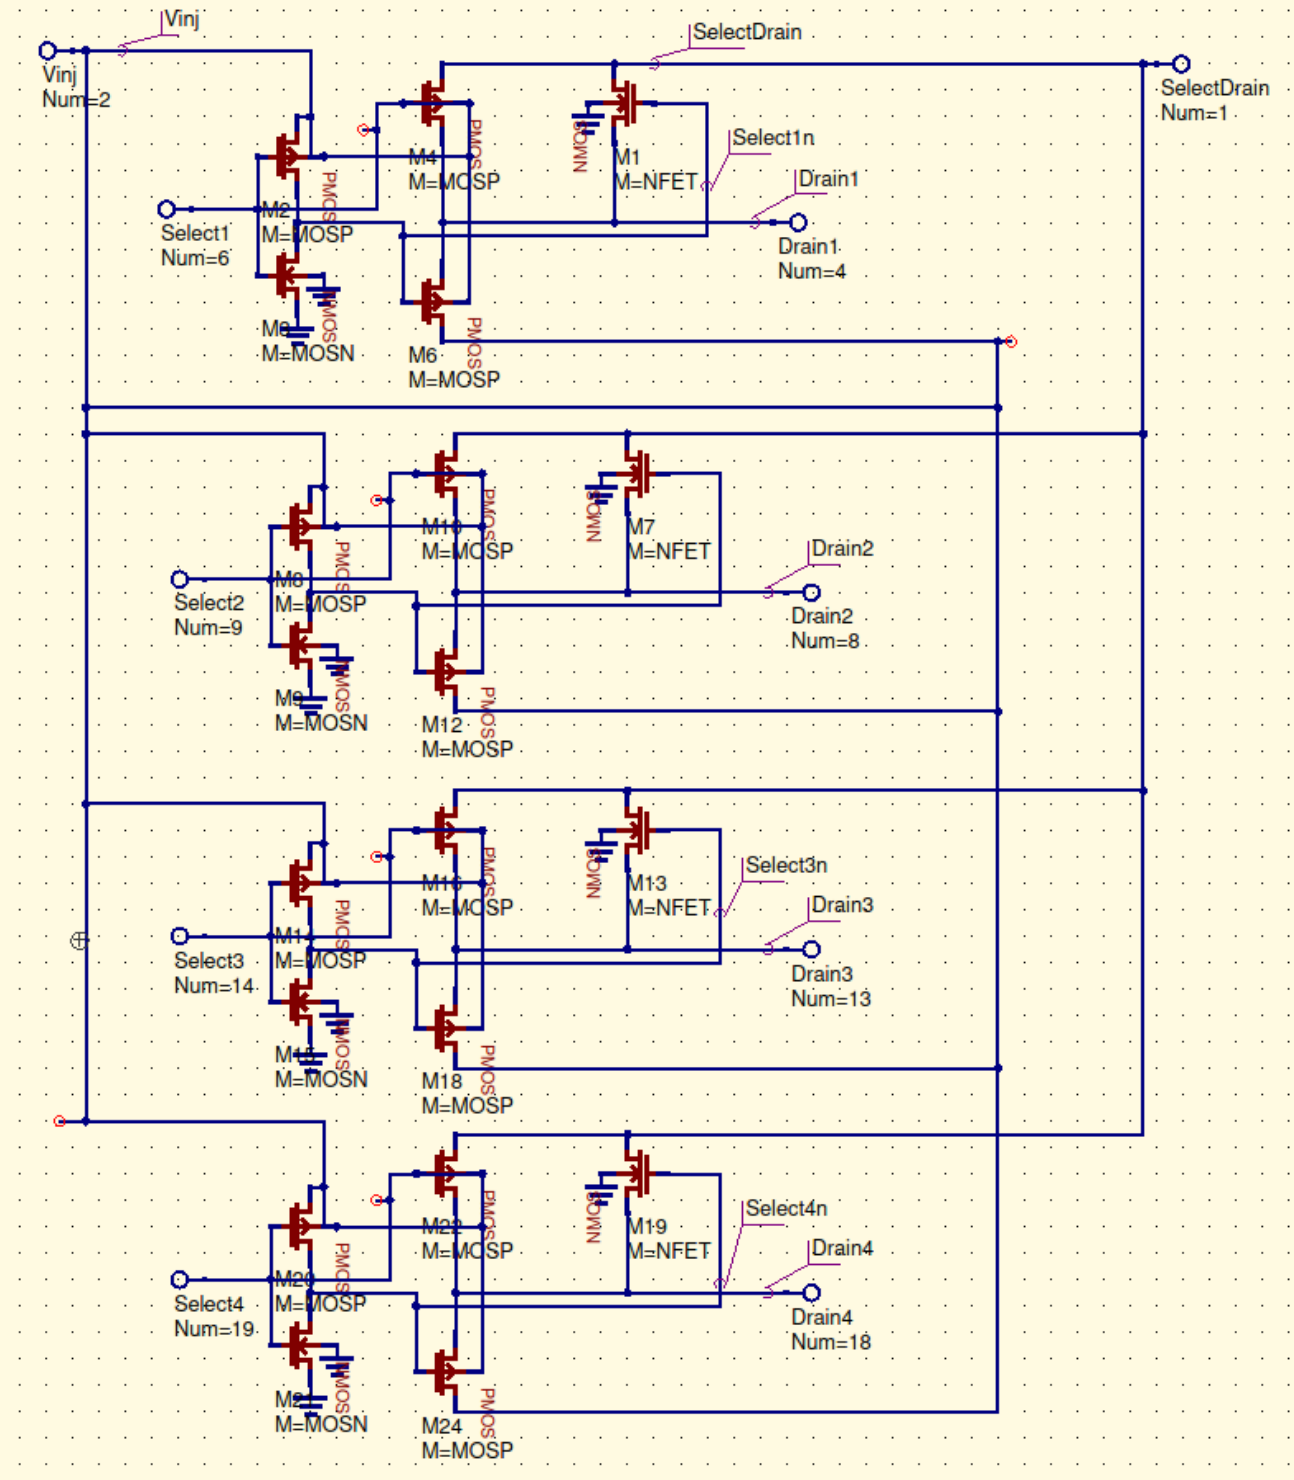 Vinj
SelectDrain
Vinj
Num=2
SelectDrain
Num=1
PMOS
NMOS
Select1n
M4
M=MOSP
M1
M=NFET
PMOS
Drain1
M2
M=MOSP
Select1
Num=6
Drain1
Num=4
NMOS
M3
M=MOSN
PMOS
M6
M=MOSP
PMOS
NMOS
M10
M=MOSP
M7
M=NFET
PMOS
Drain2
M8
M=MOSP
Select2
Num=9
Drain2
Num=8
NMOS
M9
M=MOSN
PMOS
M12
M=MOSP
PMOS
NMOS
Select3n
M16
M=MOSP
M13
M=NFET
PMOS
Drain3
M14
M=MOSP
Select3
Num=14
Drain3
Num=13
NMOS
M15
M=MOSN
PMOS
M18
M=MOSP
PMOS
NMOS
Select4n
M22
M=MOSP
M19
M=NFET
PMOS
Drain4
M20
M=MOSP
Select4
Num=19
Drain4
Num=18
NMOS
M21
M=MOSN
PMOS
M24
M=MOSP